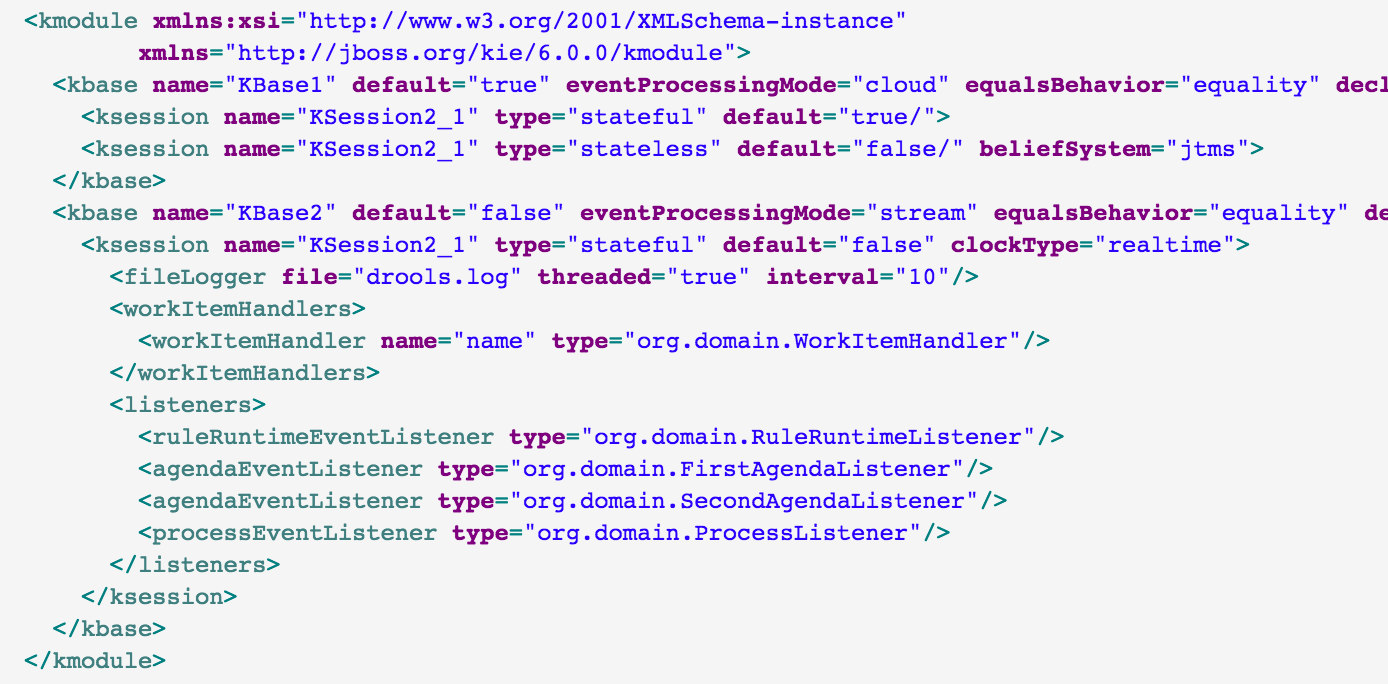 <kmodule xmlns:xsi="http://www.w3.org/2001/XMLSchema-instance"
         xmlns="http://jboss.org/kie/6.0.0/kmodule">
  <kbase name="KBase1" default="true" eventProcessingMode="cloud" equalsBehavior="equality" decl
    <ksession name="KSession2_1" type="stateful" default="true/">
    <ksession name="KSession2_1" type="stateless" default="false/" beliefSystem="jtms">
  </kbase>
  <kbase name="KBase2" default="false" eventProcessingMode="stream" equalsBehavior="equality" de
    <ksession name="KSession2_1" type="stateful" default="false" clockType="realtime">
      <fileLogger file="drools.log" threaded="true" interval="10"/>
      <workItemHandlers>
        <workItemHandler name="name" type="org.domain.WorkItemHandler"/>
      </workItemHandlers>
      <listeners>
        <ruleRuntimeEventListener type="org.domain.RuleRuntimeListener"/>
        <agendaEventListener type="org.domain.FirstAgendaListener"/>
        <agendaEventListener type="org.domain.SecondAgendaListener"/>
        <processEventListener type="org.domain.ProcessListener"/>
      </listeners>
    </ksession>
  </kbase>
</kmodule>